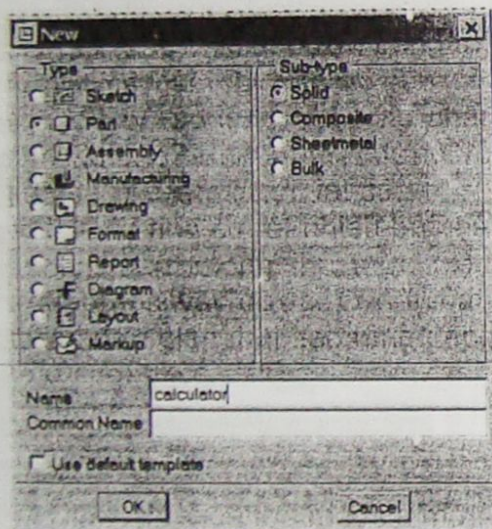 New
Type
Sketch
Part
Assembly
Manufacturing
Drawing
Format
Report
Diagram
Layout
Markup
Sub-type
Solid
Composite
Sheetmetal
Bulk
Name calculator
Common Name
Use default template
OK Cancel